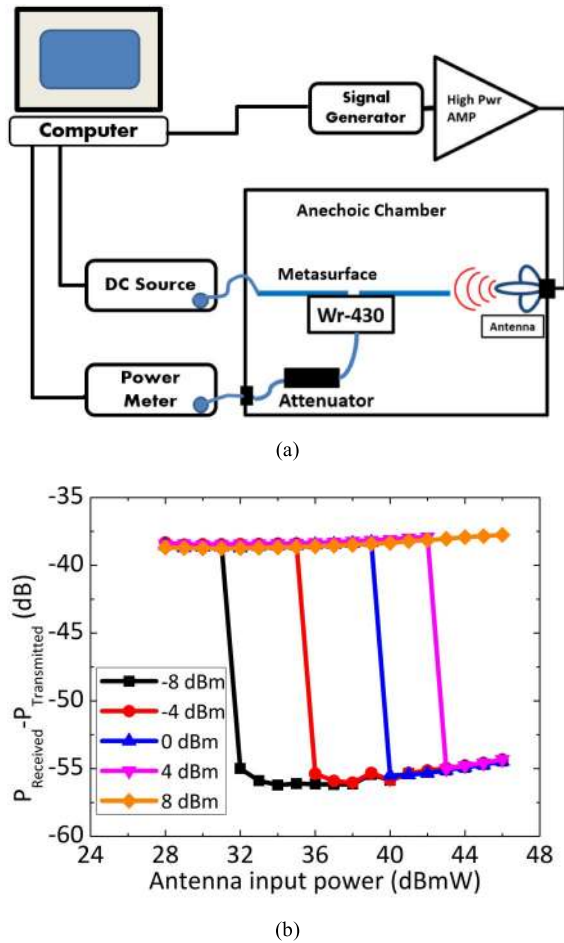 Computer
Signal
Generator
High Pwr
AMP
Anechoic Chamber
DC Source
Metasurface
Wr-430
Antenna
Power
Meter
Attenuator
(a)
P_Received -P_Transmitted (dB)
-35
-40
-45
-50
-55
-60
-8 dBm
-4 dBm
0 dBm
4 dBm
8 dBm
24 28 32 36 40 44 48
Antenna input power (dBmW)
(b)